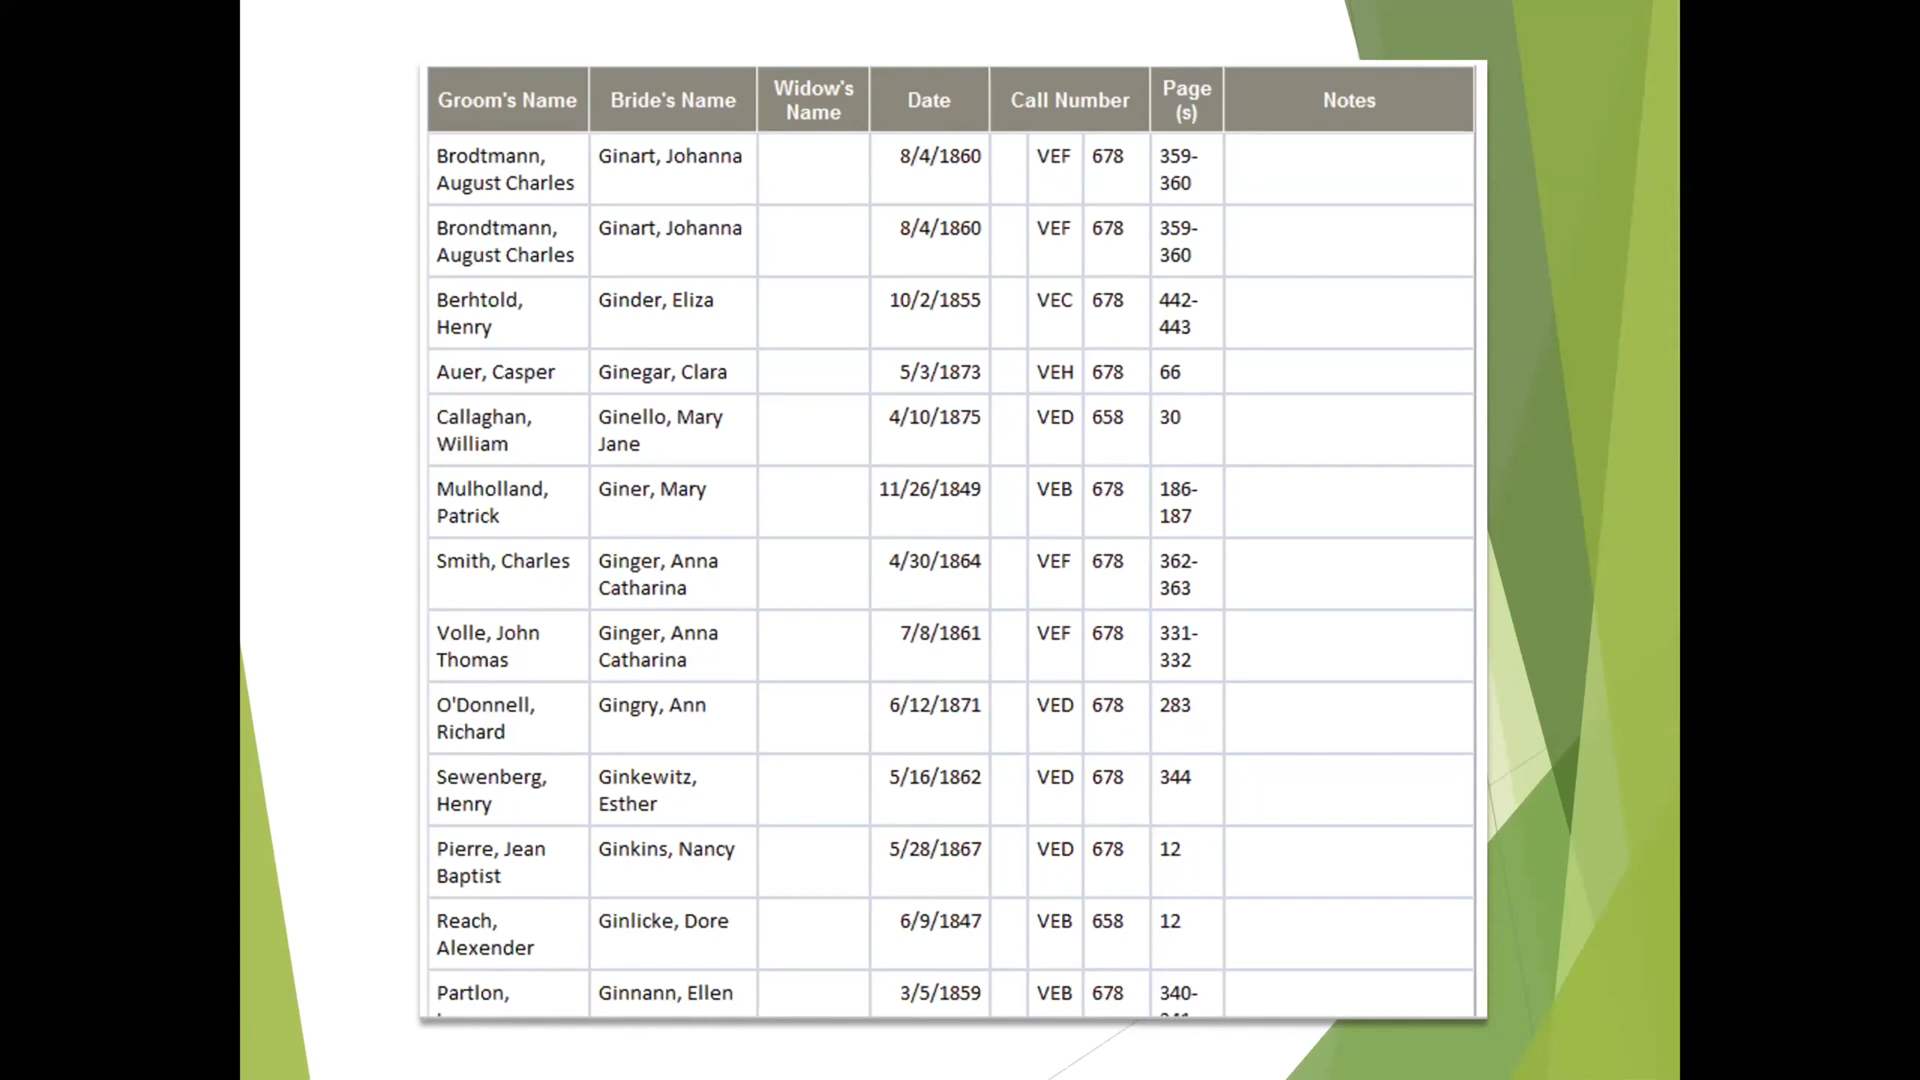 Groom's Name Bride's Name Widow's Name Date Call Number Page (s) Notes
Brodtmann, Ginart, Johanna 8/4/1860 VEF 678 359-
August Charles 360
Brondtmann, Ginart, Johanna 8/4/1860 VEF 678 359-
August Charles 360
Berhtold, Ginder, Eliza 10/2/1855 VEC 678 442-
Henry 443
Auer, Casper Ginegar, Clara 5/3/1873 VEH 678 66
Callaghan, Ginello, Mary 4/10/1875 VED 658 30
William Jane
Mulholland, Giner, Mary 11/26/1849 VEB 678 186-
Patrick 187
Smith, Charles Ginger, Anna 4/30/1864 VEF 678 362-
Catharina 363
Volle, John Ginger, Anna 7/8/1861 VEF 678 331-
Thomas Catharina 332
O'Donnell, Gingry, Ann 6/12/1871 VED 678 283
Richard
Sewenberg, Ginkewitz, 5/16/1862 VED 678 344
Henry Esther
Pierre, Jean Ginkins, Nancy 5/28/1867 VED 678 12
Baptist
Reach, Ginlicke, Dore 6/9/1847 VEB 658 12
Alexender
Partlon, Ginnann, Ellen 3/5/1859 VEB 678 340-